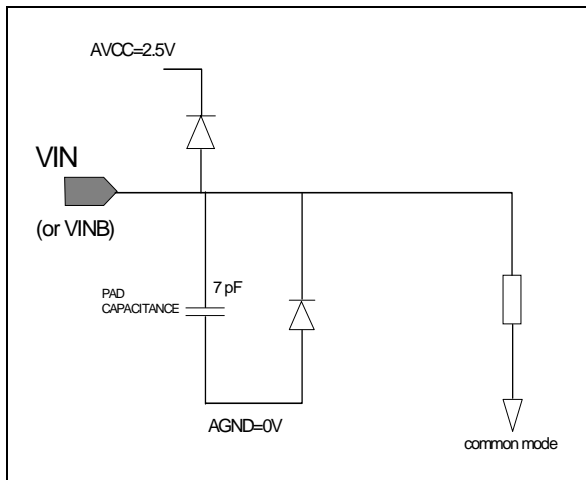 AVCC=2.5V
VIN
(or VINB)
7 pF
PAD
CAPACITANCE
AGND=0V
common mode